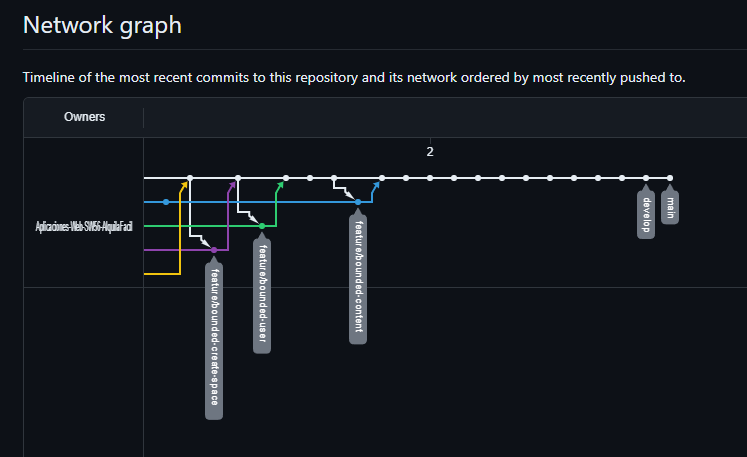 Network graph
Timeline of the most recent commits to this repository and its network ordered by most recently pushed to.
Owners
2
Aplicaciones-Web-SW56-AlquilaFacil
develop
main
feature/bounded-content
feature/bounded-user
feature/bounded-create-space